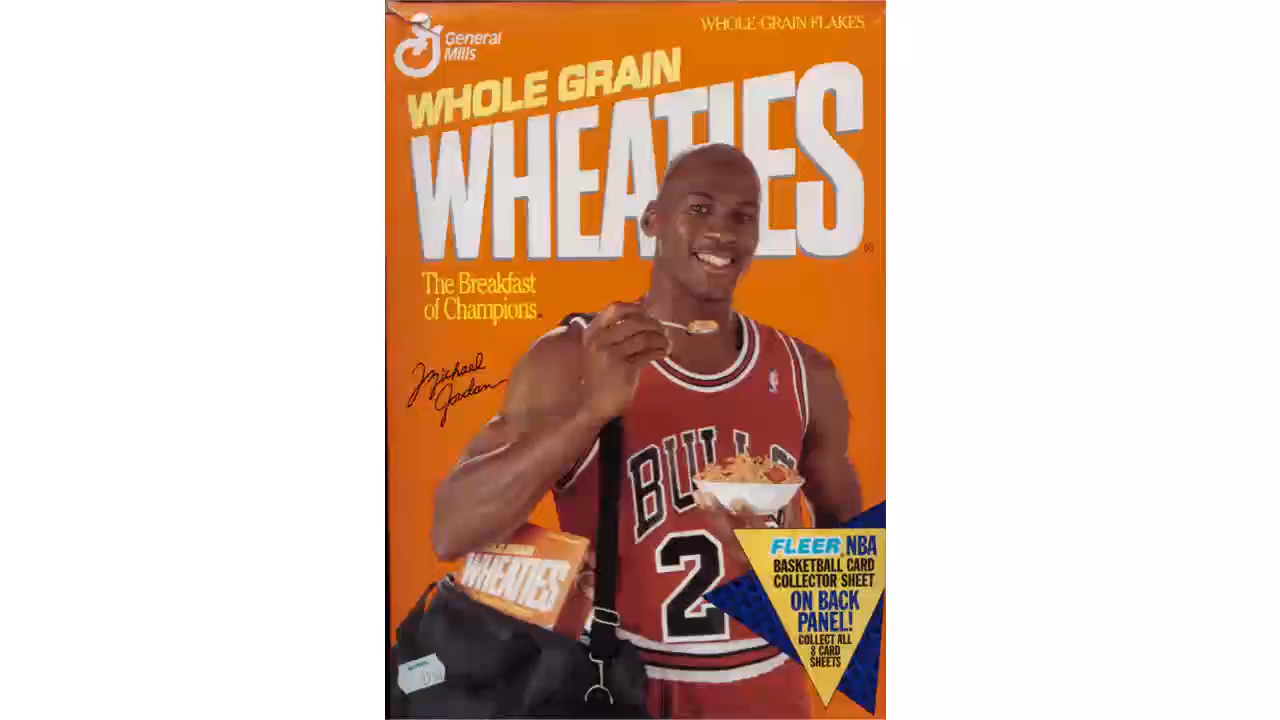 General
Mills
WHOLE-GRAIN FLAKES
WHOLE GRAIN
WHEATIES
The Breakfast
of Champions
Michael
Jordan
BULLS
2
WHEATIES
FLEER NBA
BASKETBALL CARD
COLLECTOR SHEET
ON BACK
PANEL!
COLLECT ALL
8 CARD
SHEETS